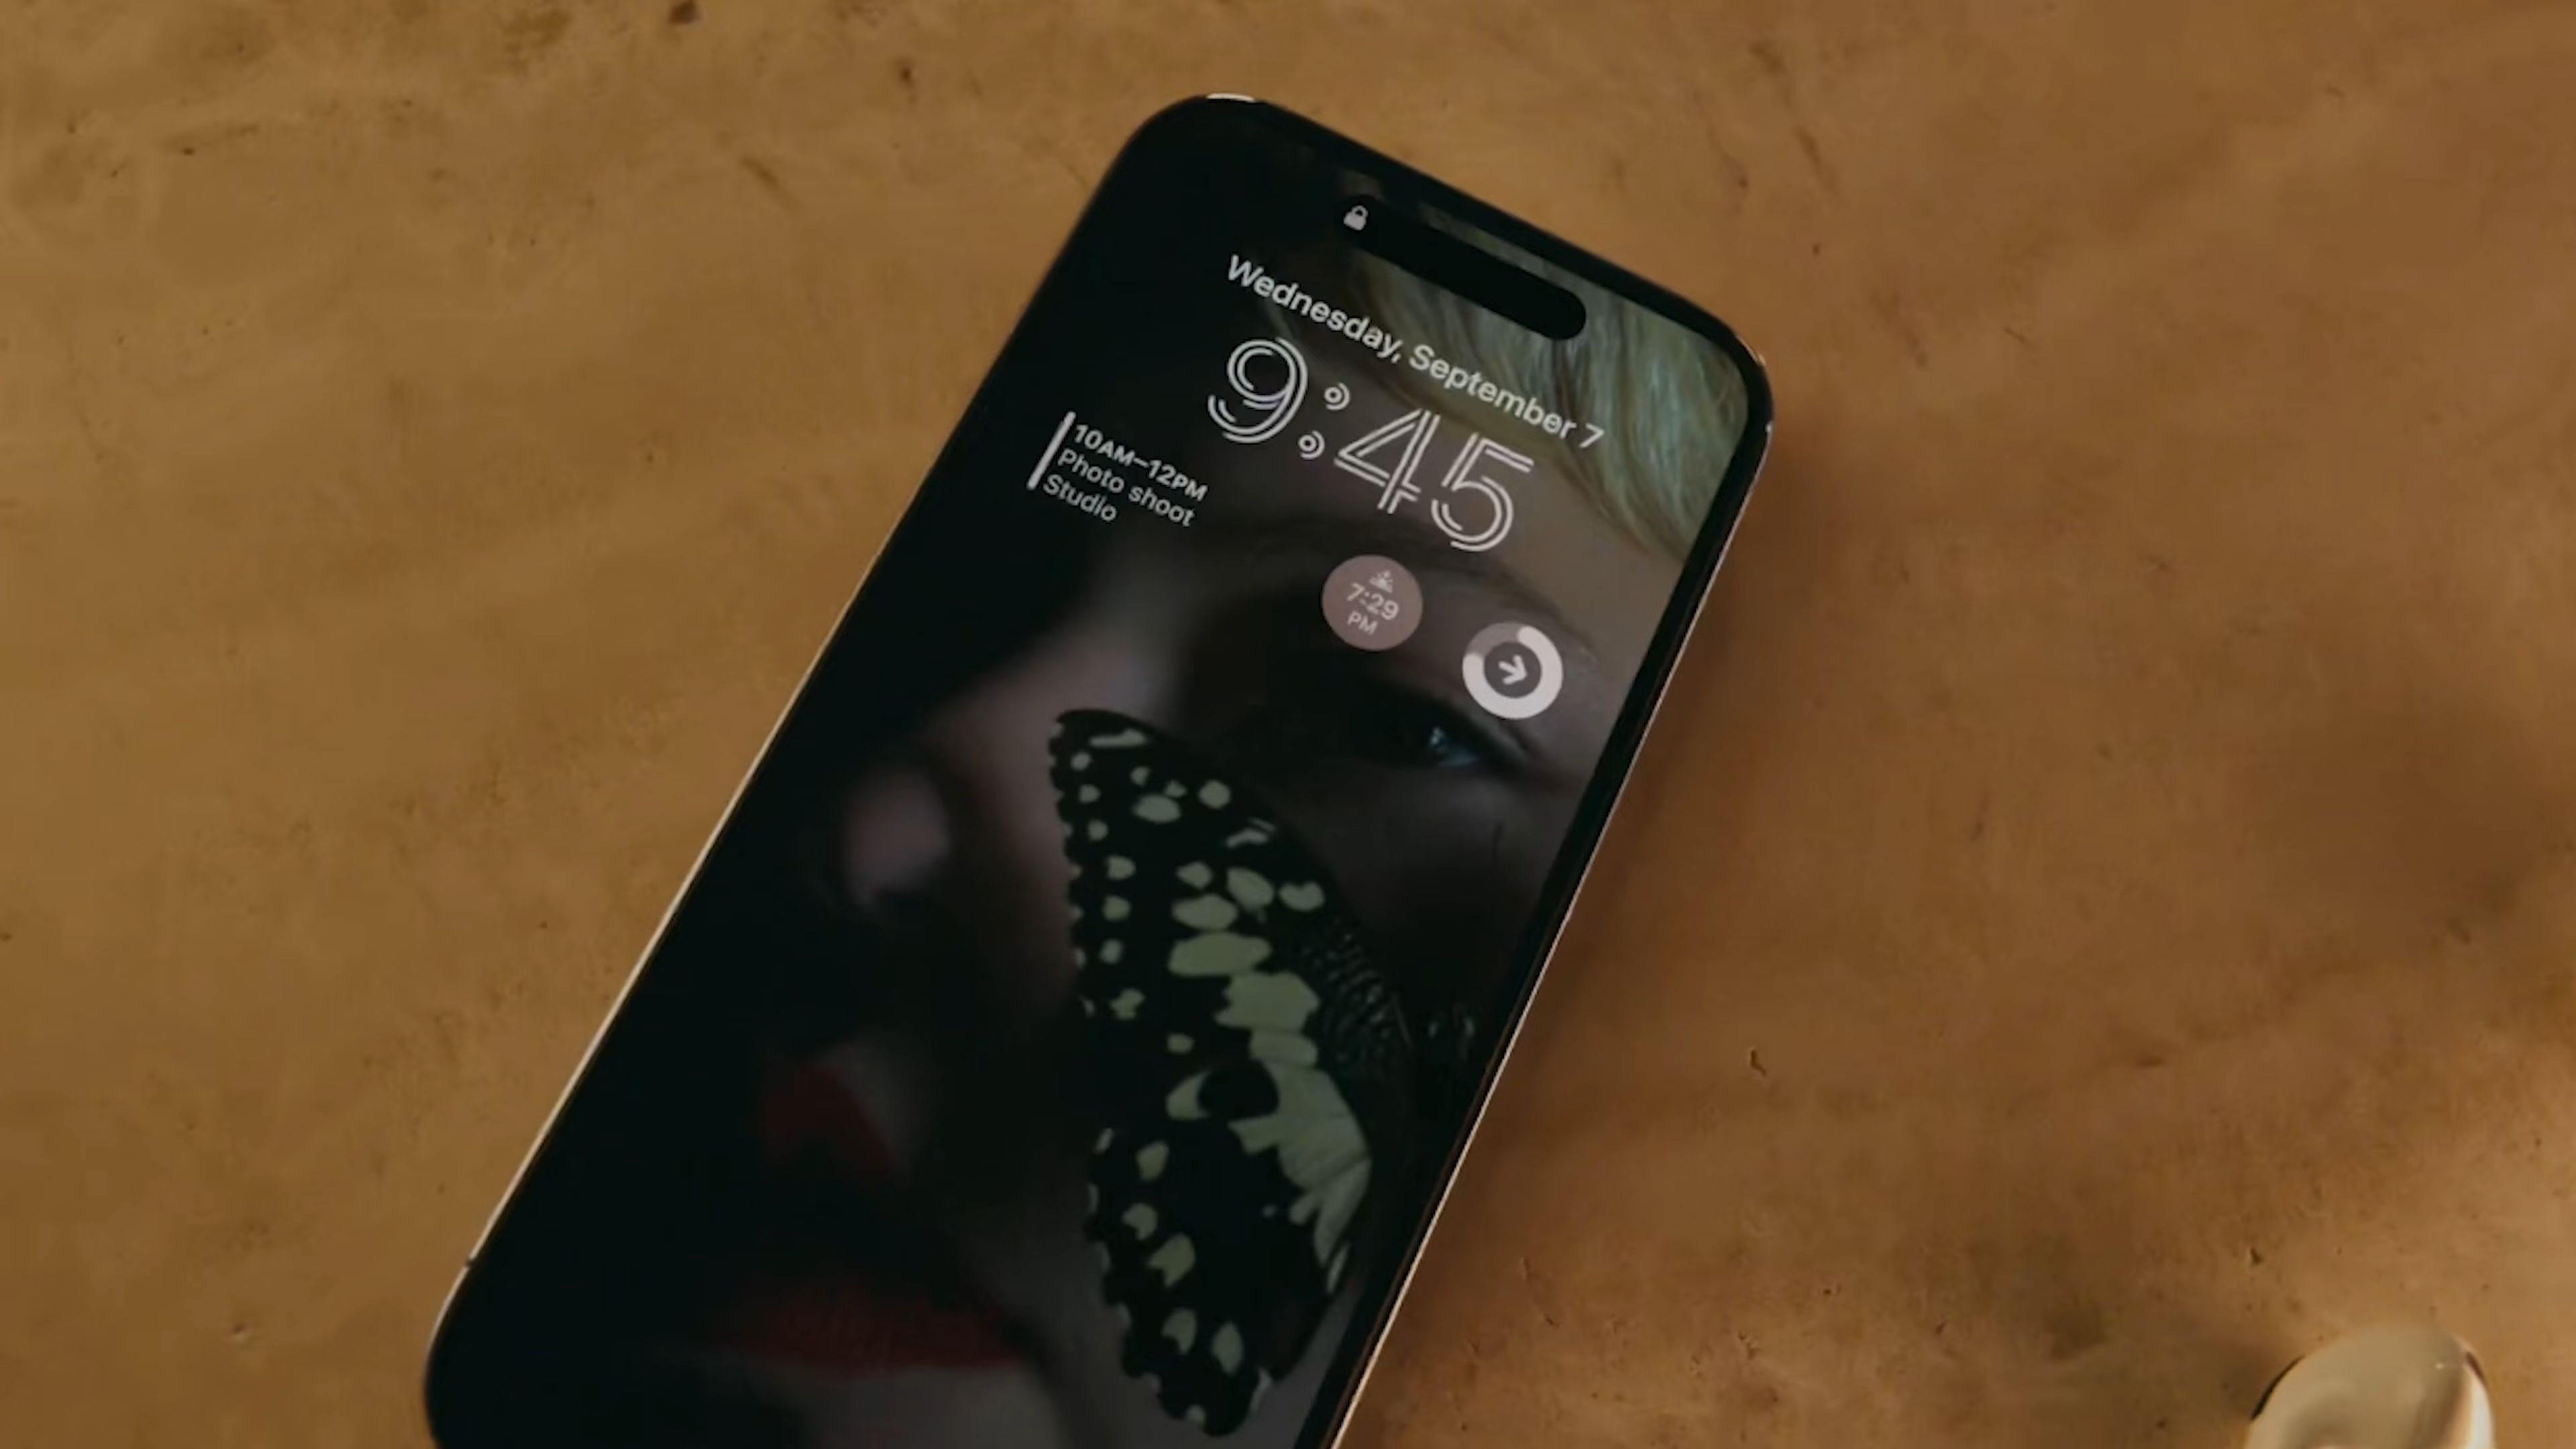 Wednesday, September 7
9:45
10AM–12PM
Photo shoot
Studio
7:29
PM